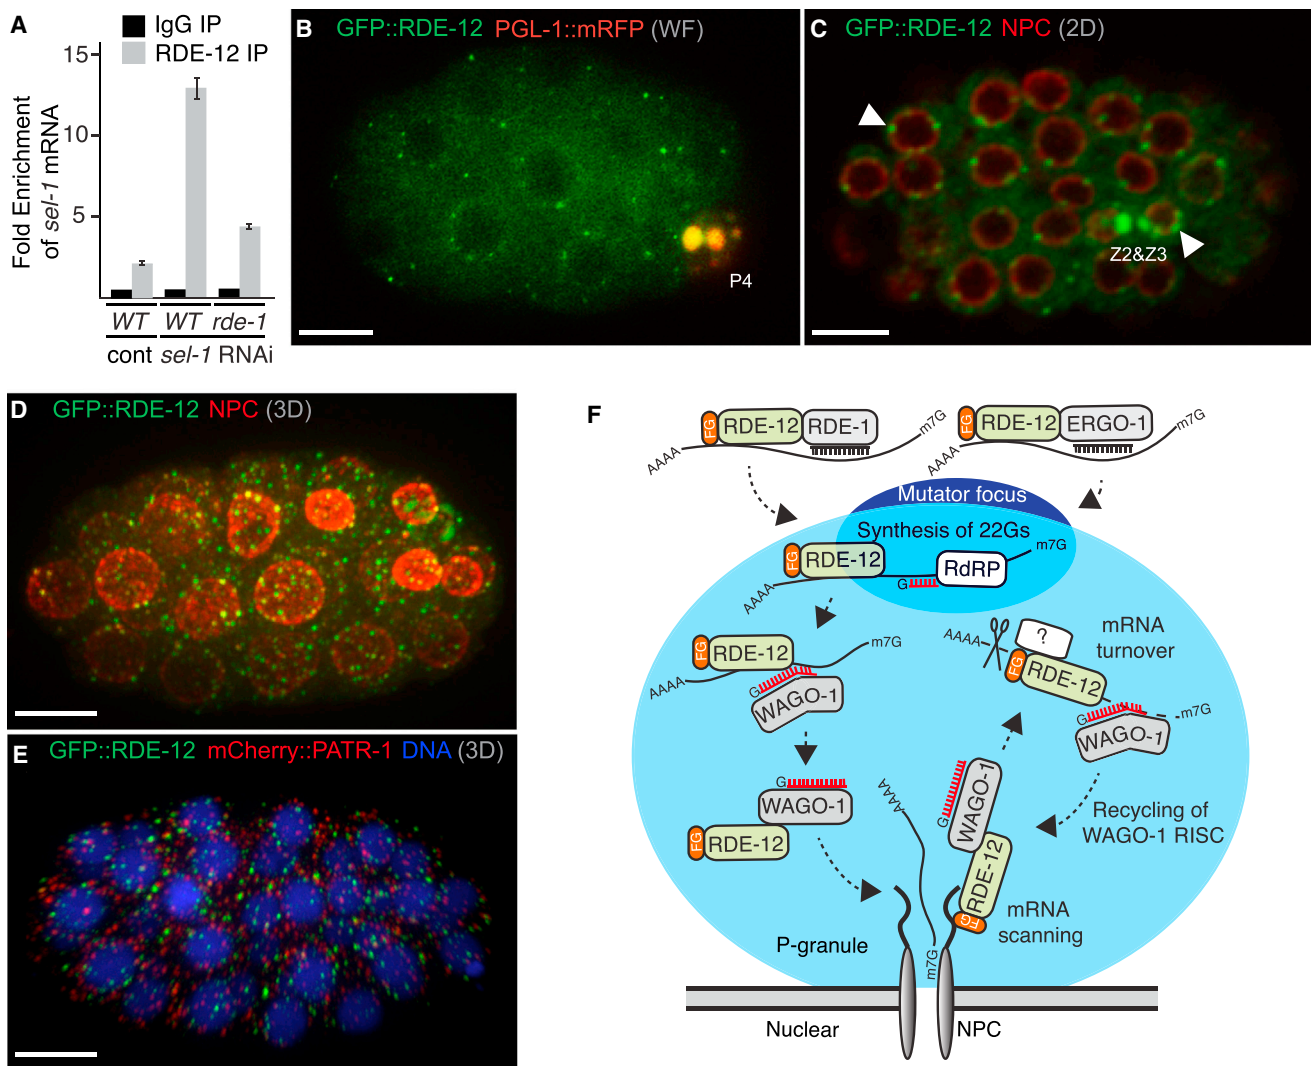 A
IgG IP
RDE-12 IP
Fold Enrichment
of sel-1 mRNA
15
10
5
WT WT rde-1
cont sel-1 RNAi
B GFP::RDE-12 PGL-1::mRFP (WF)
P4
C GFP::RDE-12 NPC (2D)
Z2&Z3
D GFP::RDE-12 NPC (3D)
E GFP::RDE-12 mCherry::PATR-1 DNA (3D)
F
FG RDE-12 RDE-1 m7G
AAAA
FG RDE-12 ERGO-1 m7G
AAAA
Mutator focus
Synthesis of 22Gs
FG RDE-12 RdRP m7G
G
AAAA
FG RDE-12 m7G
AAAA
G
WAGO-1
AAAA ?
FG RDE-12
mRNA
turnover
G m7G
WAGO-1
G
WAGO-1
FG RDE-12
AAAA
G
WAGO-1
RDE-12
FG
Recycling of
WAGO-1 RISC
mRNA
scanning
P-granule
m7G
Nuclear NPC